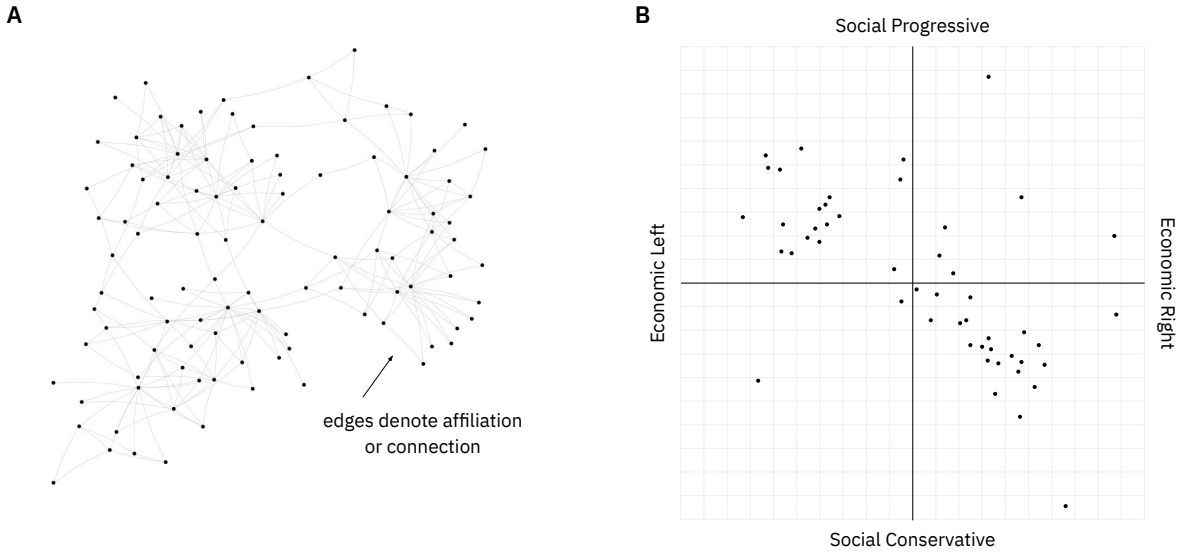 A
edges denote affiliation
or connection
B
Social Progressive
Economic Left
Economic Right
Social Conservative